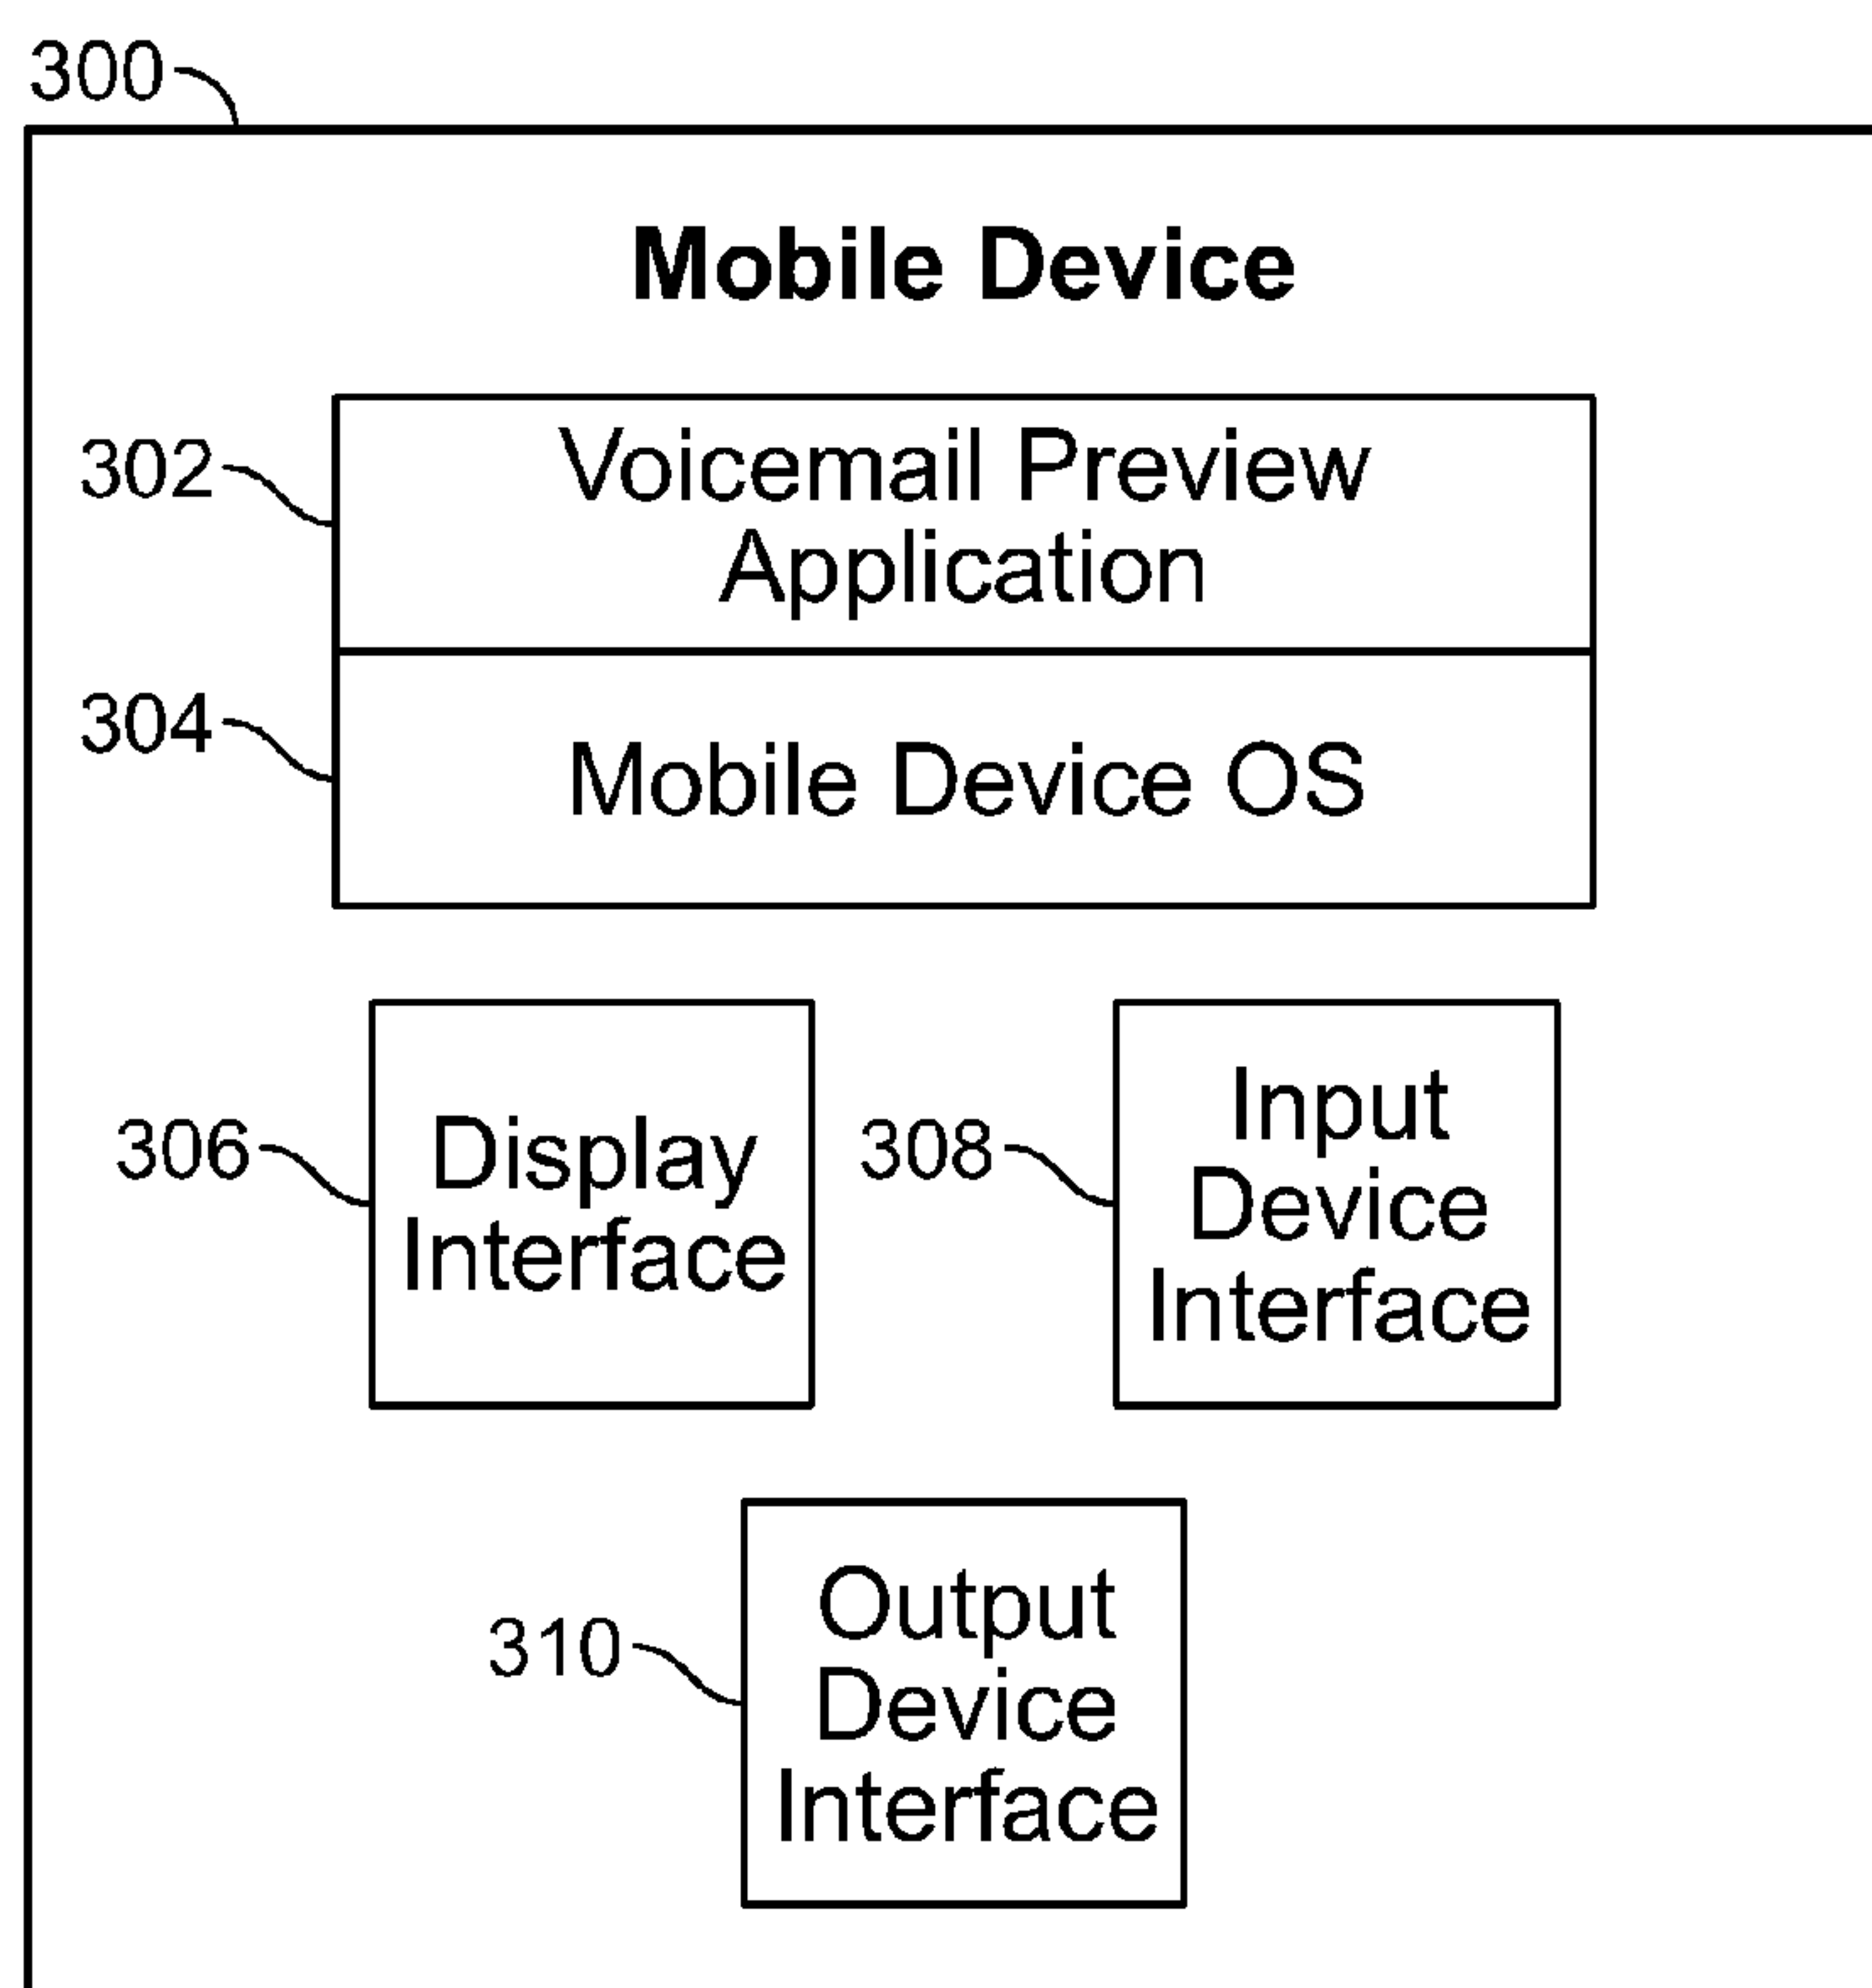 300
Mobile Device
302
Voicemail Preview
Application
304
Mobile Device OS
306
Display
Interface
308
Input
Device
Interface
310
Output
Device
Interface